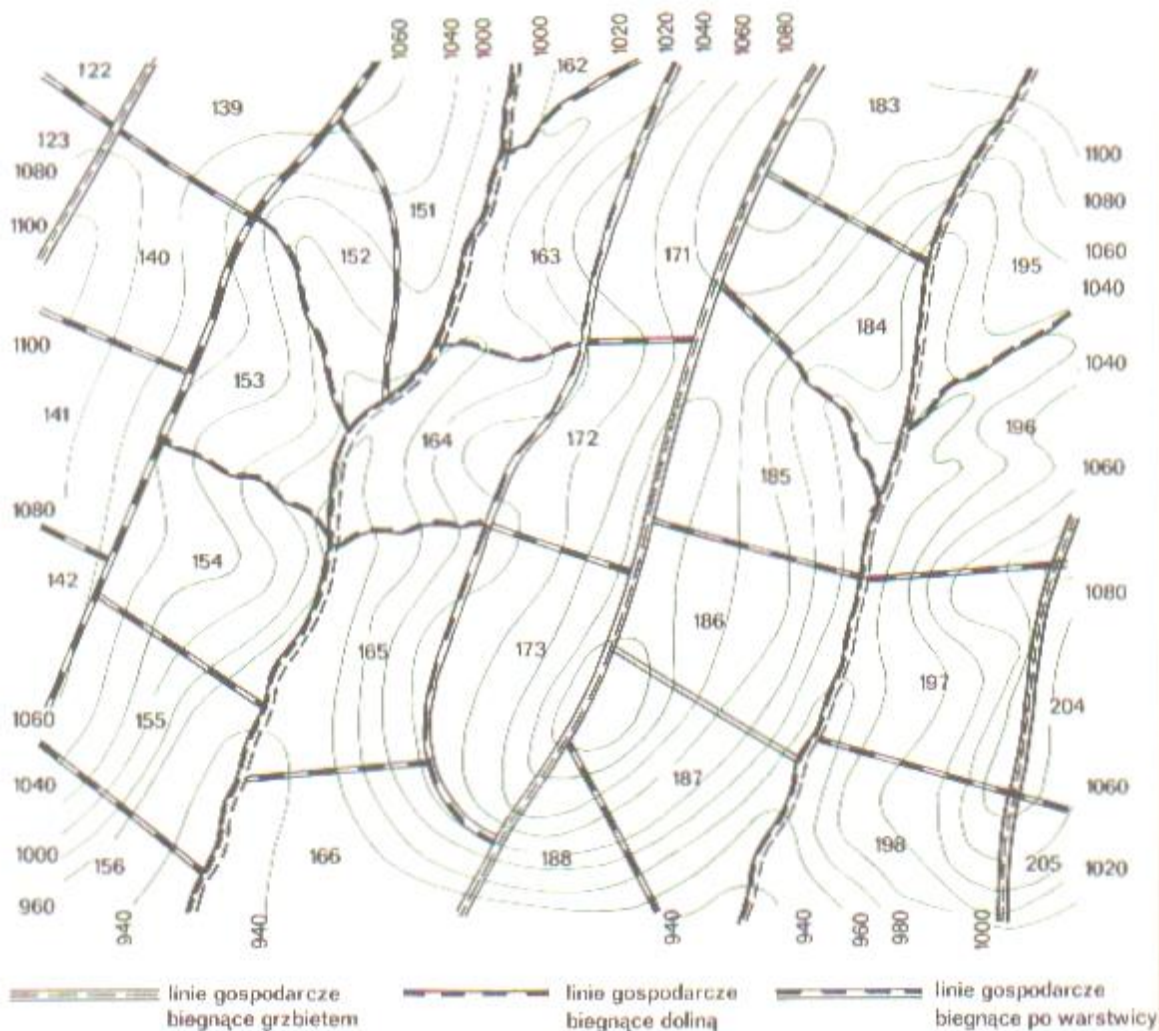 1060 1040 1000 1000 1020 1020 1040 1060 1080
122 162
139 183
123
1080 1100
1080
151
1100
140 152 163 171 1060
195
1040
184
1100
153 1040
141 164 172 196
185 1060
1080
154
142 1080
186
165 173
197
204
1060 155
1040 187 1060
1000
156 166 188 198 205 1020
960
940 940 940 940 960 980 1000
linie gospodarcze
biegnące grzbietem
linie gospodarcze
biegnące doliną
linie gospodarcze
biegnące po warstwicy